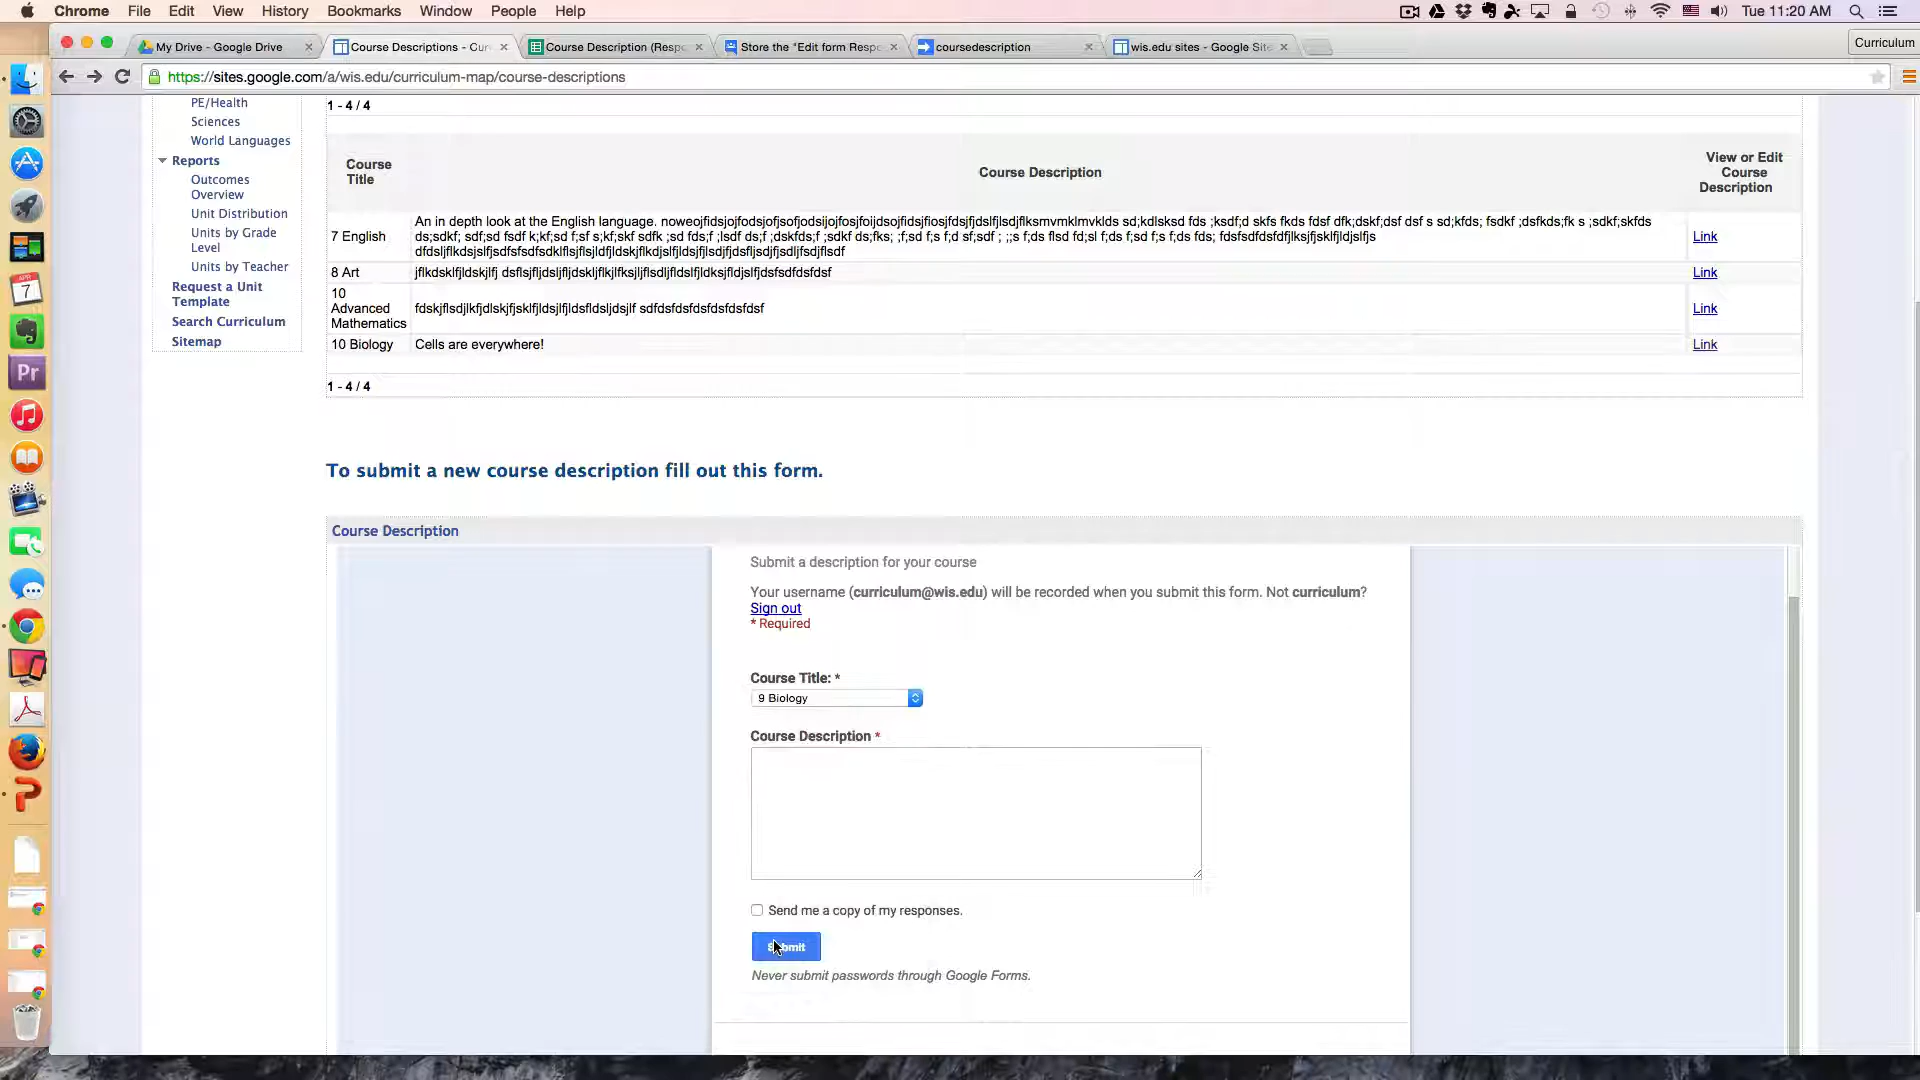 Chrome File Edit View History Bookmarks Window People Help Tue 11:20 AM
My Drive - Google Drive
Course Descriptions - Cur
Course Description (Resp
Store the "Edit form Resp
coursedescription
wis.edu sites - Google Site
Curriculum
https://sites.google.com/a/wis.edu/curriculum-map/course-descriptions
PE/Health
Sciences
World Languages
Reports
Outcomes
Overview
Unit Distribution
Units by Grade
Level
Units by Teacher
Request a Unit
Template
Search Curriculum
Sitemap
1 - 4 / 4
Course
Title
Course Description
View or Edit
Course
Description
7 English
An in depth look at the English language.
Link
8 Art
Link
10
Advanced
Mathematics
Link
10 Biology
Cells are everywhere!
Link
1 - 4 / 4
To submit a new course description fill out this form.
Course Description
Submit a description for your course
Your username (curriculum@wis.edu) will be recorded when you submit this form. Not curriculum?
Sign out
* Required
Course Title: *
9 Biology
Course Description *
Send me a copy of my responses.
Submit
Never submit passwords through Google Forms.
APR
7
Pr